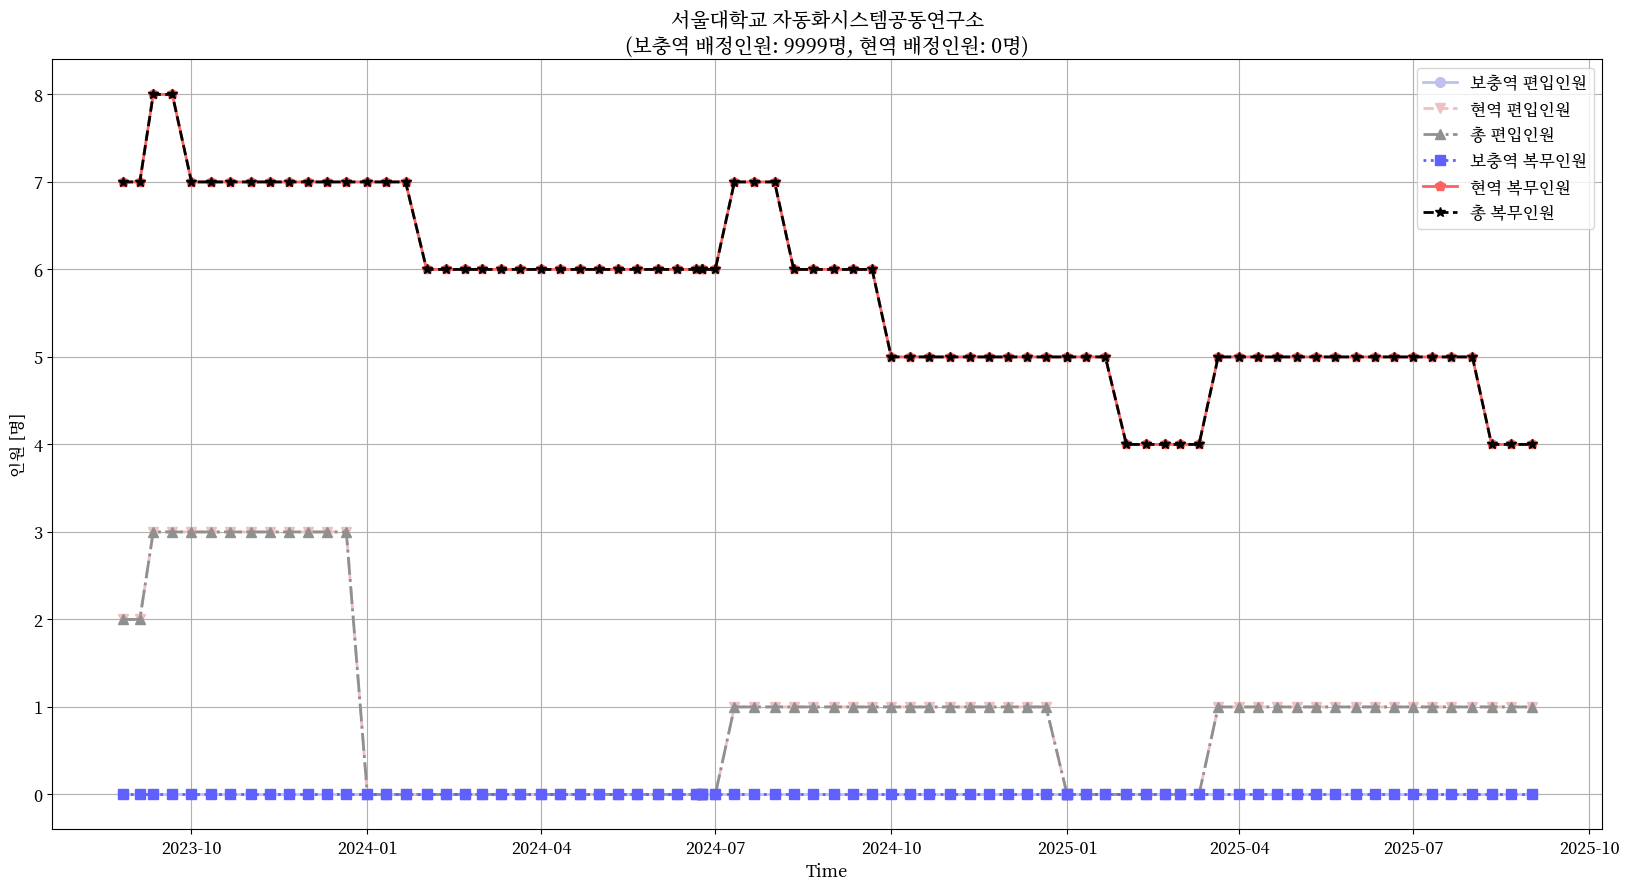 서울대학교 자동화시스템공동연구소
(보충역 배정인원: 9999명, 현역 배정인원: 0명)
보충역 편입인원
현역 편입인원
총 편입인원
보충역 복무인원
현역 복무인원
총 복무인원
인원 [명]
8
7
6
5
4
3
2
1
0
2023-10
2024-01
2024-04
2024-07
2024-10
2025-01
2025-04
2025-07
2025-10
Time